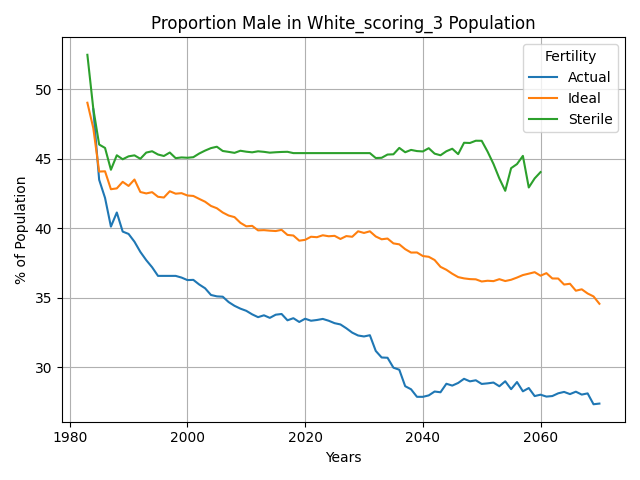 Proportion Male in White_scoring_3 Population
Fertility
Actual
Ideal
Sterile
% of Population
50
45
40
35
30
1980
2000
2020
2040
2060
Years